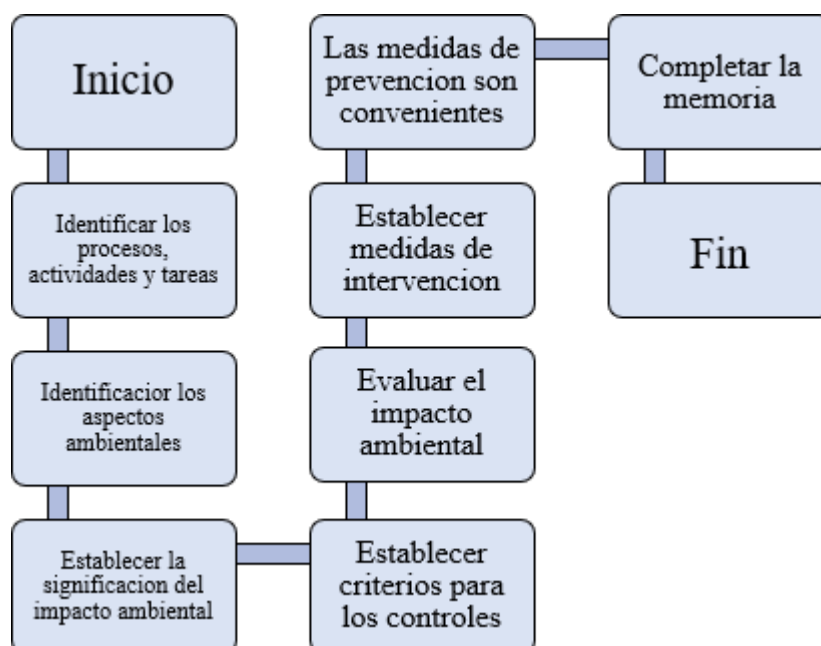 Inicio
Identificar los
procesos,
actividades y tareas
Identificacior los
aspectos
ambientales
Establecer la
significacion del
impacto ambiental
Establecer
criterios para
los controles
Evaluar el
impacto
ambiental
Establecer
medidas de
intervencion
Las medidas de
prevencion son
convenientes
Completar la
memoria
Fin